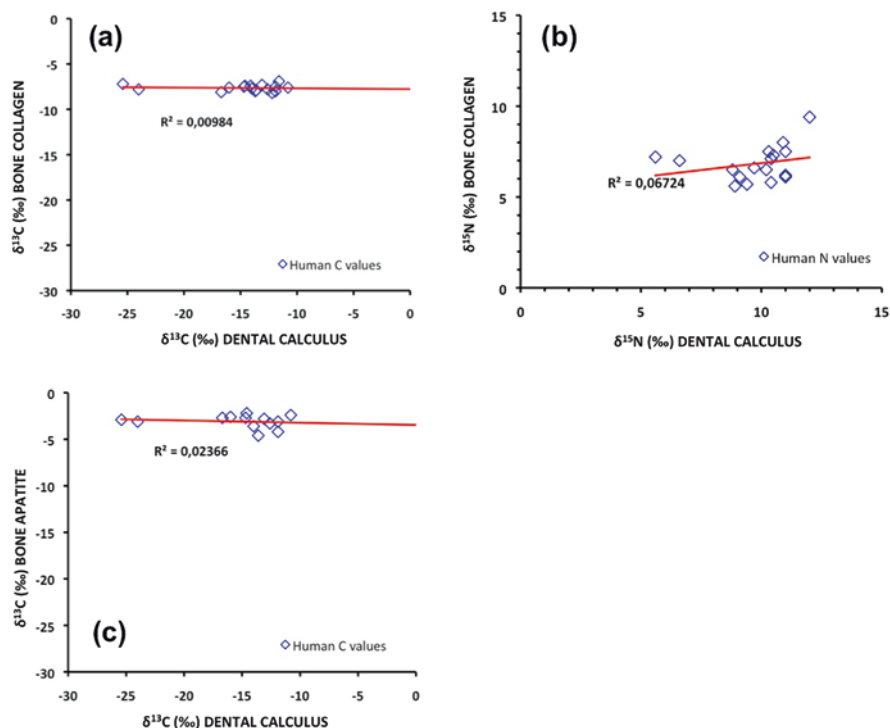 (a)
0
-5
-10
-15
-20
-25
-30
δ¹³C (‰) BONE COLLAGEN
R² = 0,00984
Human C values
-30 -25 -20 -15 -10 -5 0
δ¹³C (‰) DENTAL CALCULUS
(b)
15
10
5
0
δ¹⁵N (‰) BONE COLLAGEN
R² = 0,06724
Human N values
0 5 10 15
δ¹⁵N (‰) DENTAL CALCULUS
0
-5
-10
-15
-20
-25
-30
δ¹³C (‰) BONE APATITE
R² = 0,02366
(c)
Human C values
-30 -25 -20 -15 -10 -5 0
δ¹³C (‰) DENTAL CALCULUS